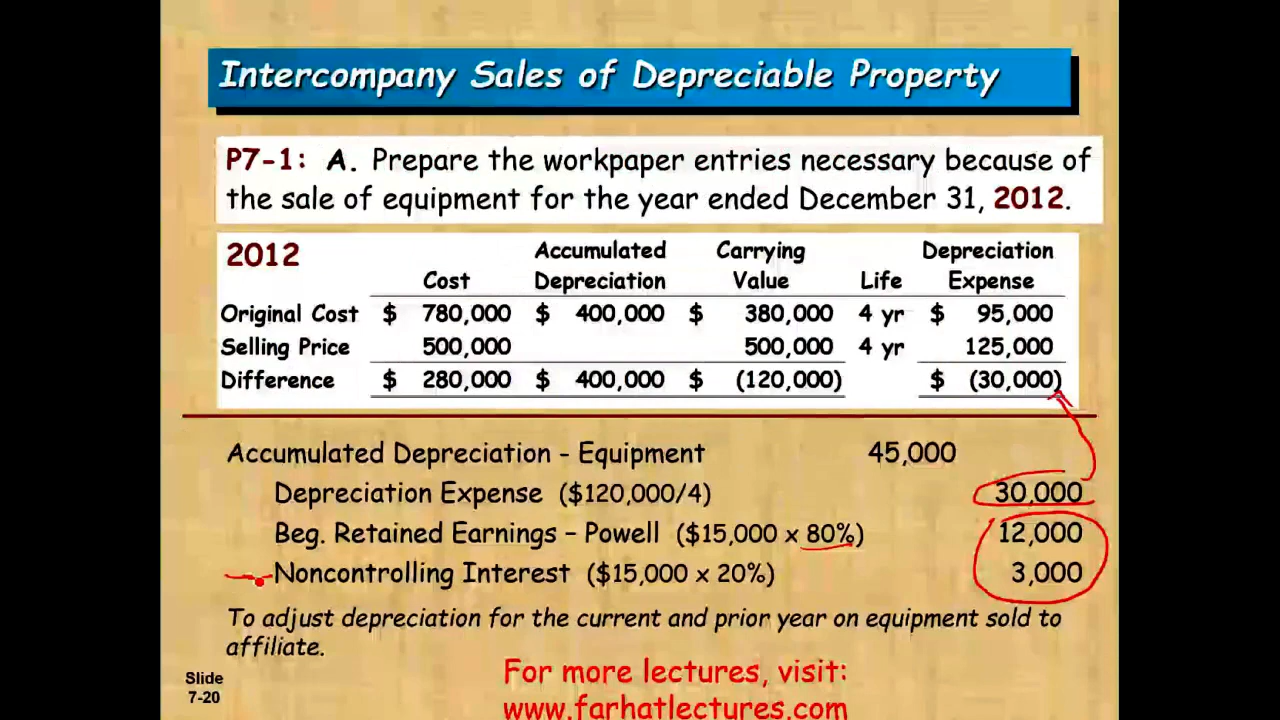 Intercompany Sales of Depreciable Property
P7-1: A. Prepare the workpaper entries necessary because of
the sale of equipment for the year ended December 31, 2012.
2012 Accumulated Carrying Depreciation
Cost Depreciation Value Life Expense
Original Cost $ 780,000 $ 400,000 $ 380,000 4 yr $ 95,000
Selling Price 500,000 500,000 4 yr 125,000
Difference $ 280,000 $ 400,000 $ (120,000) $ (30,000)
Accumulated Depreciation - Equipment 45,000
Depreciation Expense ($120,000/4) 30,000
Beg. Retained Earnings – Powell ($15,000 x 80%) 12,000
Noncontrolling Interest ($15,000 x 20%) 3,000
To adjust depreciation for the current and prior year on equipment sold to
affiliate.
Slide
7-20
For more lectures, visit:
www.farhatlectures.com